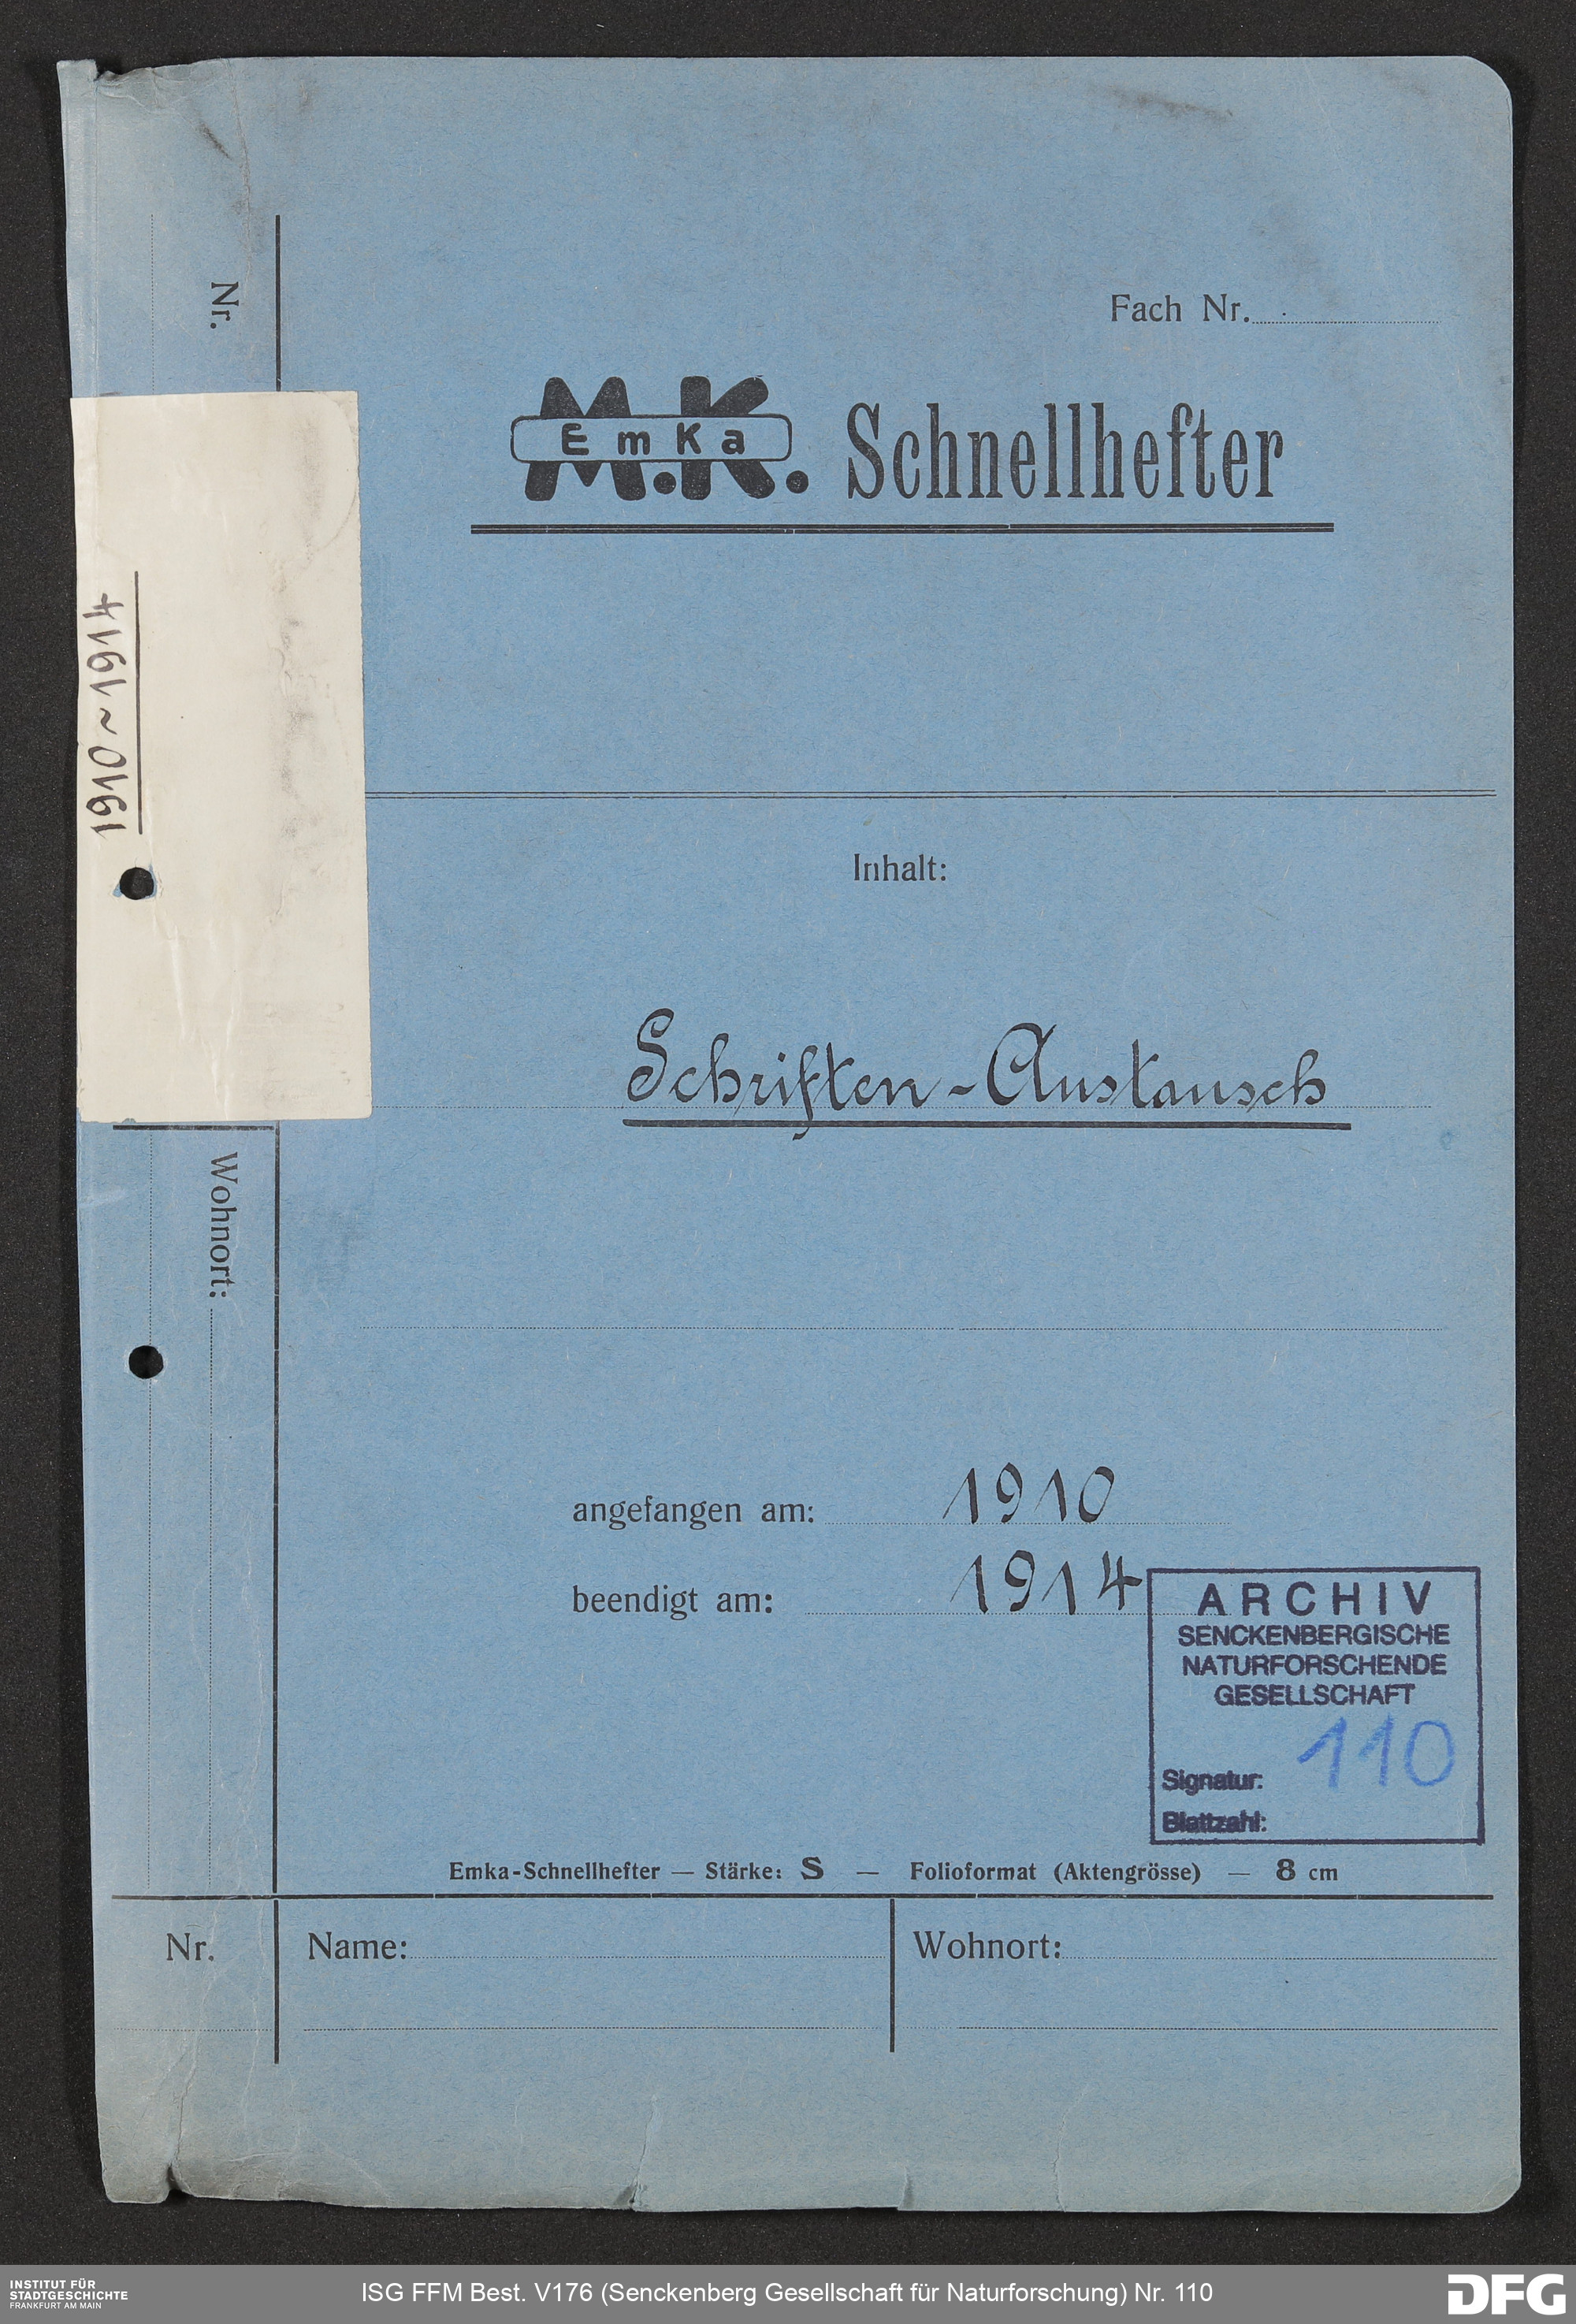 Nr.
Fach Nr.
M.K.
EmKa
Schnellhefter
1910 ~ 1914
Inhalt:
Schriften-Austausch
Wohnort:
angefangen am: 1910
beendigt am: 1914
ARCHIV
SENCKENBERGISCHE
NATURFORSCHENDE
GESELLSCHAFT
Signatur: 110
Blattzahl:
Emka-Schnellhefter — Stärke: S — Folioformat (Aktengrösse) — 8 cm
Nr. Name: Wohnort:
INSTITUT FÜR
STADTGESCHICHTE
FRANKFURT AM MAIN
ISG FFM Best. V176 (Senckenberg Gesellschaft für Naturforschung) Nr. 110
DFG